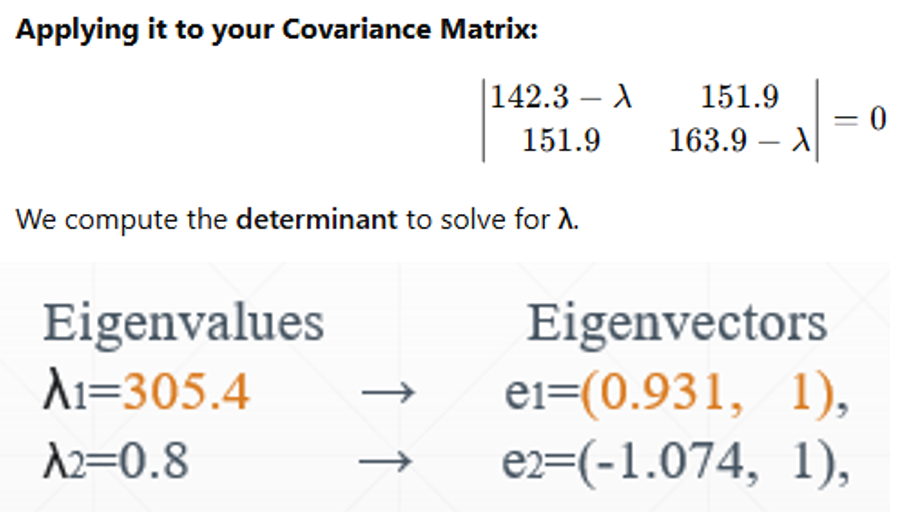 Applying it to your Covariance Matrix:
|142.3 − λ 151.9|
|151.9 163.9 − λ| = 0
We compute the determinant to solve for λ.
Eigenvalues Eigenvectors
λ1=305.4 → e1=(0.931, 1),
λ2=0.8 → e2=(-1.074, 1),